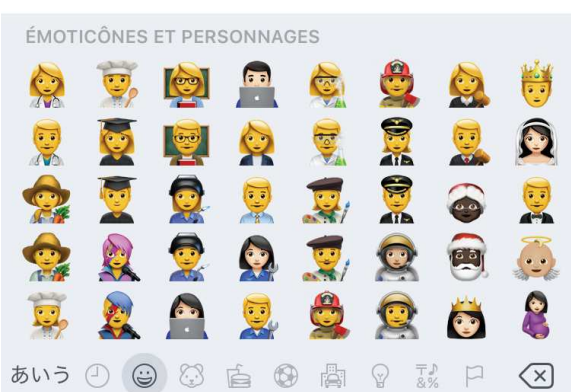 ÉMOTICÔNES ET PERSONNAGES
あいう
〒♪
&%